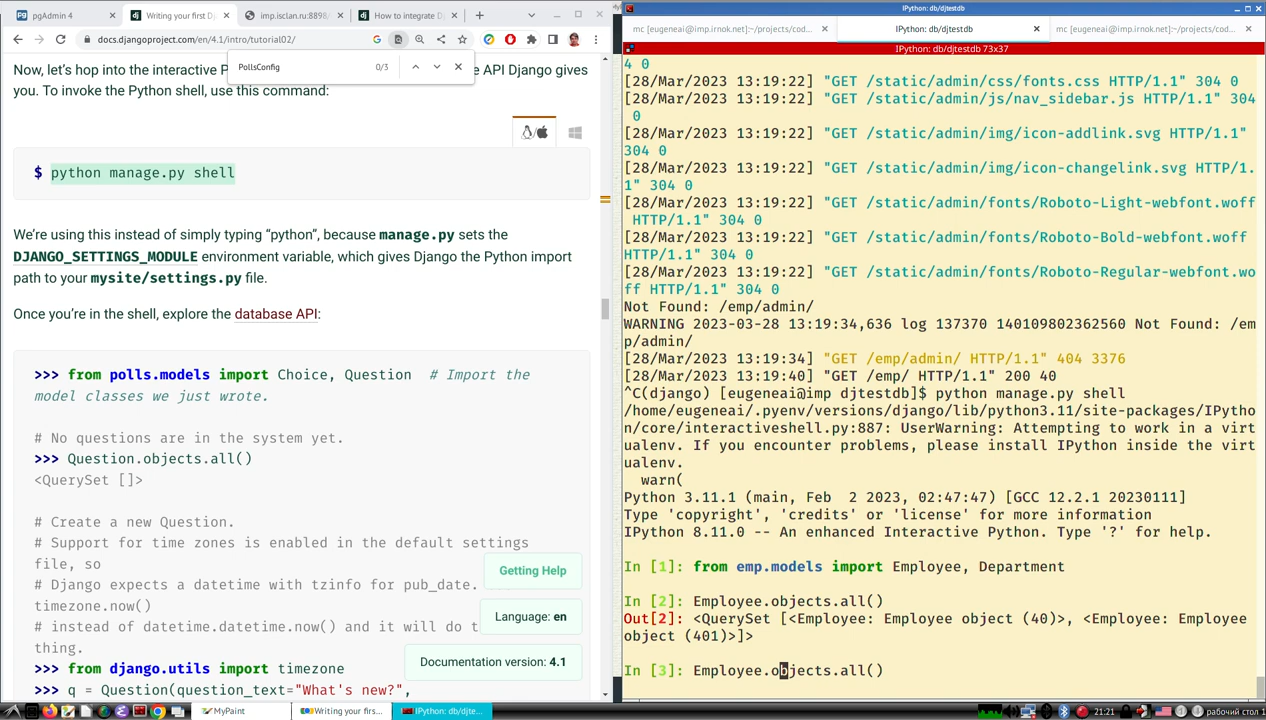 pgAdmin 4
Writing your first Dj
imp.isclan.ru:8898/
How to integrate Dj
docs.djangoproject.com/en/4.1/intro/tutorial02/
PollsConfig
0/3
Now, let's hop into the interactive P
e API Django gives
you. To invoke the Python shell, use this command:
$ python manage.py shell
We're using this instead of simply typing “python”, because manage.py sets the
DJANGO_SETTINGS_MODULE environment variable, which gives Django the Python import
path to your mysite/settings.py file.
Once you're in the shell, explore the database API:
>>> from polls.models import Choice, Question  # Import the
model classes we just wrote.
# No questions are in the system yet.
>>> Question.objects.all()
<QuerySet []>
# Create a new Question.
# Support for time zones is enabled in the default settings
file, so
# Django expects a datetime with tzinfo for pub_date.
timezone.now()
# instead of datetime.datetime.now() and it will do t
thing.
>>> from django.utils import timezone
>>> q = Question(question_text="What's new?",
Getting Help
Language: en
Documentation version: 4.1
IPython: db/djtestdb
mc [eugeneai@imp.irnok.net]:~/projects/cod...
IPython: db/djtestdb
mc [eugeneai@imp.irnok.net]:~/projects/code...
IPython: db/djtestdb 73x37
4 0
[28/Mar/2023 13:19:22] "GET /static/admin/css/fonts.css HTTP/1.1" 304 0
[28/Mar/2023 13:19:22] "GET /static/admin/js/nav_sidebar.js HTTP/1.1" 304
0
[28/Mar/2023 13:19:22] "GET /static/admin/img/icon-addlink.svg HTTP/1.1"
304 0
[28/Mar/2023 13:19:22] "GET /static/admin/img/icon-changelink.svg HTTP/1.
1" 304 0
[28/Mar/2023 13:19:22] "GET /static/admin/fonts/Roboto-Light-webfont.woff
HTTP/1.1" 304 0
[28/Mar/2023 13:19:22] "GET /static/admin/fonts/Roboto-Bold-webfont.woff
HTTP/1.1" 304 0
[28/Mar/2023 13:19:22] "GET /static/admin/fonts/Roboto-Regular-webfont.wo
ff HTTP/1.1" 304 0
Not Found: /emp/admin/
WARNING 2023-03-28 13:19:34,636 log 137370 140109802362560 Not Found: /em
p/admin/
[28/Mar/2023 13:19:34] "GET /emp/admin/ HTTP/1.1" 404 3376
[28/Mar/2023 13:19:40] "GET /emp/ HTTP/1.1" 200 40
^C(django) [eugeneai@imp djtestdb]$ python manage.py shell
/home/eugeneai/.pyenv/versions/django/lib/python3.11/site-packages/IPytho
n/core/interactiveshell.py:887: UserWarning: Attempting to work in a virt
ualenv. If you encounter problems, please install IPython inside the virt
ualenv.
warn(
Python 3.11.1 (main, Feb  2 2023, 02:47:47) [GCC 12.2.1 20230111]
Type 'copyright', 'credits' or 'license' for more information
IPython 8.11.0 -- An enhanced Interactive Python. Type '?' for help.
In [1]: from emp.models import Employee, Department
In [2]: Employee.objects.all()
Out[2]: <QuerySet [<Employee: Employee object (40)>, <Employee: Employee
object (401)>]>
In [3]: Employee.objects.all()
MyPaint
Writing your first...
IPython: db/djte...
21:21
рабочий стол 1